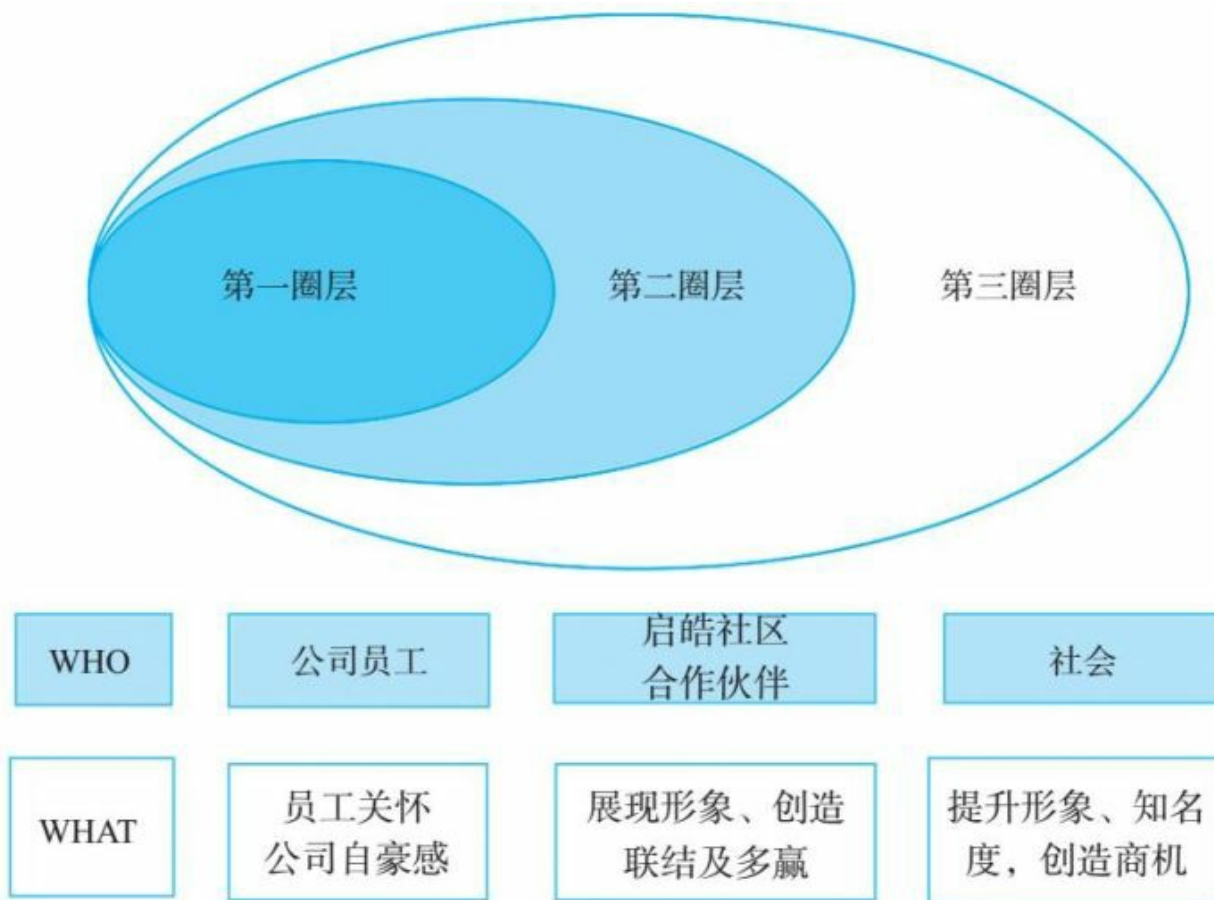 第一圈层
第二圈层
第三圈层
WHO
公司员工
启皓社区
合作伙伴
社会
WHAT
员工关怀
公司自豪感
展现形象、创造
联结及多赢
提升形象、知名
度，创造商机